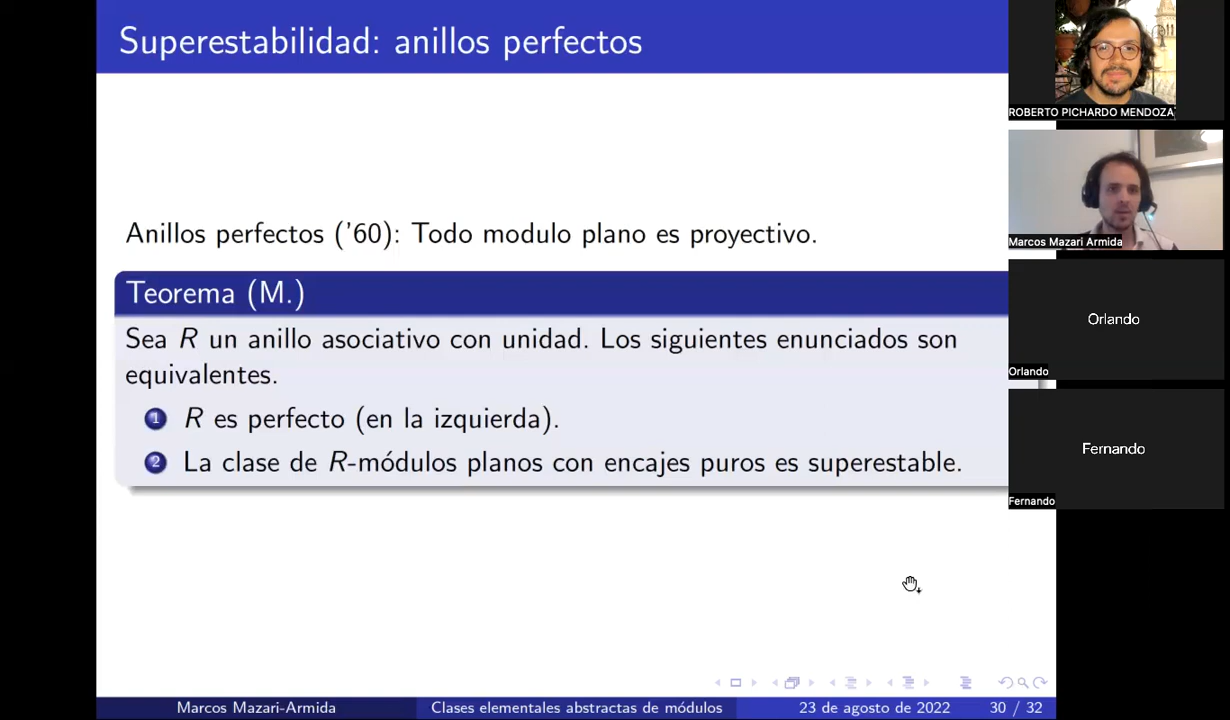 Superestabilidad: anillos perfectos
Anillos perfectos ('60): Todo modulo plano es proyectivo.
Teorema (M.)
Sea R un anillo asociativo con unidad. Los siguientes enunciados son
equivalentes.
1 R es perfecto (en la izquierda).
2 La clase de R-módulos planos con encajes puros es superestable.
Marcos Mazari-Armida
Clases elementales abstractas de módulos
23 de agosto de 2022
30 / 32
ROBERTO PICHARDO MENDOZA
Marcos Mazari Armida
Orlando
Orlando
Fernando
Fernando